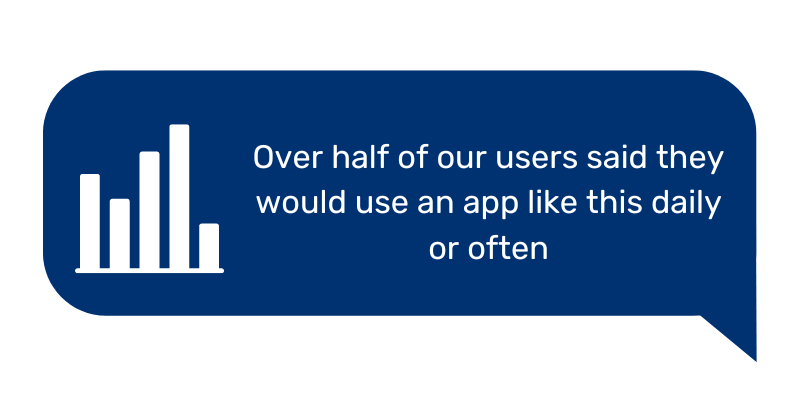 Over half of our users said they
would use an app like this daily
or often